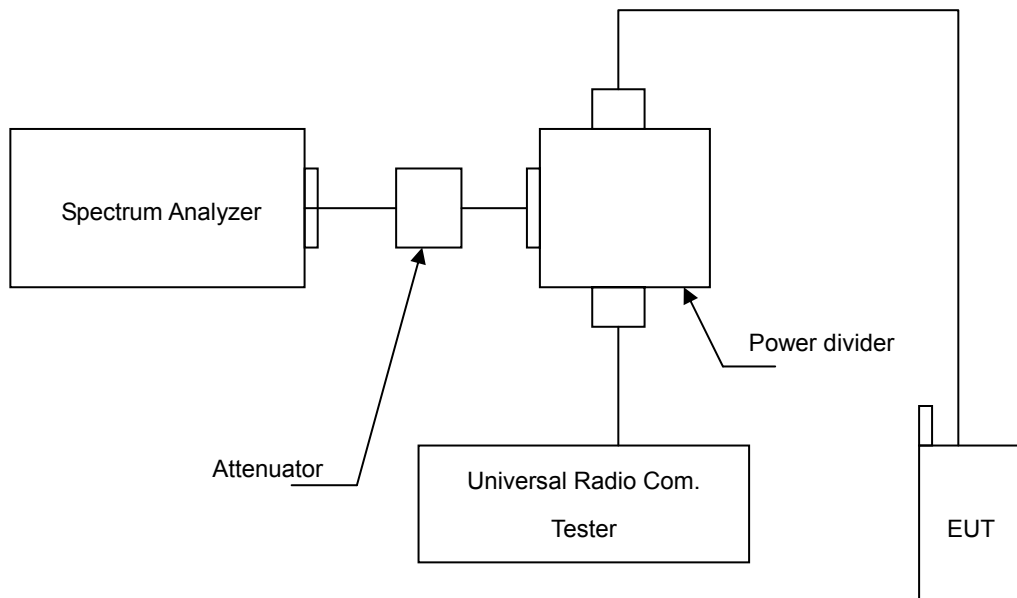 Spectrum Analyzer
Power divider
Attenuator
Universal Radio Com.
Tester
EUT